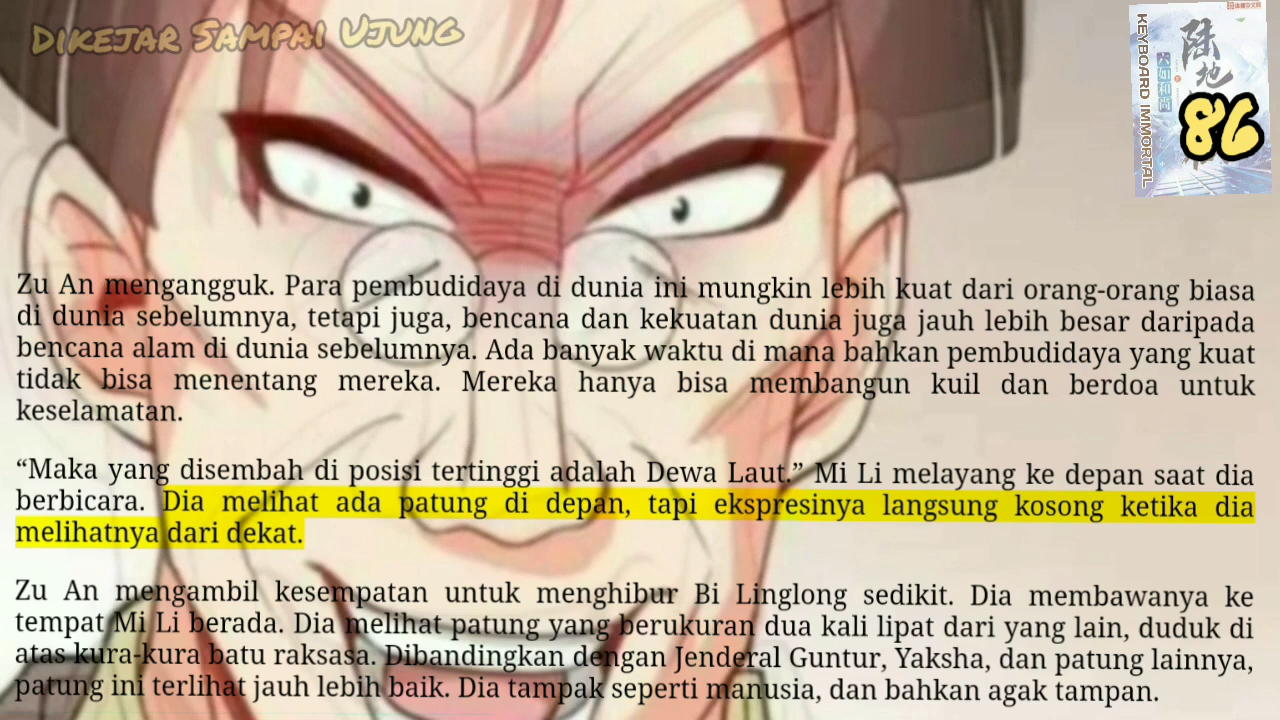 Dikejar Sampai Ujung
陆地
六如和尚
KEYBOARD IMMORTAL
86
Zu An mengangguk. Para pembudidaya di dunia ini mungkin lebih kuat dari orang-orang biasa
di dunia sebelumnya, tetapi juga, bencana dan kekuatan dunia juga jauh lebih besar daripada
bencana alam di dunia sebelumnya. Ada banyak waktu di mana bahkan pembudidaya yang kuat
tidak bisa menentang mereka. Mereka hanya bisa membangun kuil dan berdoa untuk
keselamatan.
“Maka yang disembah di posisi tertinggi adalah Dewa Laut.” Mi Li melayang ke depan saat dia
berbicara. Dia melihat ada patung di depan, tapi ekspresinya langsung kosong ketika dia
melihatnya dari dekat.
Zu An mengambil kesempatan untuk menghibur Bi Linglong sedikit. Dia membawanya ke
tempat Mi Li berada. Dia melihat patung yang berukuran dua kali lipat dari yang lain, duduk di
atas kura-kura batu raksasa. Dibandingkan dengan Jenderal Guntur, Yaksha, dan patung lainnya,
patung ini terlihat jauh lebih baik. Dia tampak seperti manusia, dan bahkan agak tampan.